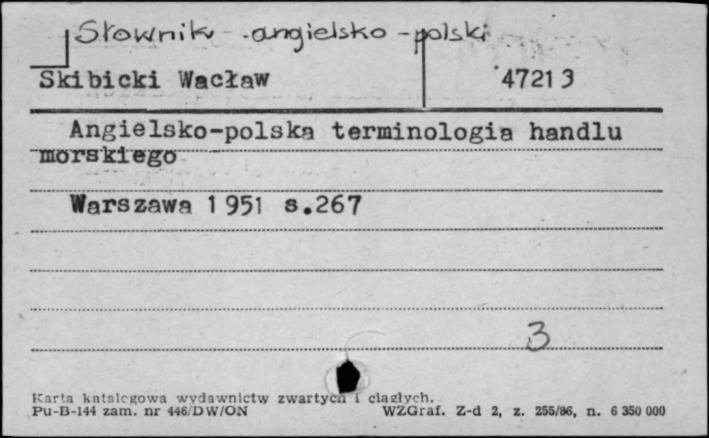 Słownik angielsko-polski
Skibicki Wacław 47213
Angielsko-polska terminologia handlu
morskiego
Warszawa 1951 s.267
3
Karta katalogowa wydawnictw zwartych i ciągłych.
Pu-B-144 zam. nr 446/DW/ON WZGraf. Z-d 2, z. 255/86, n. 6 350 000